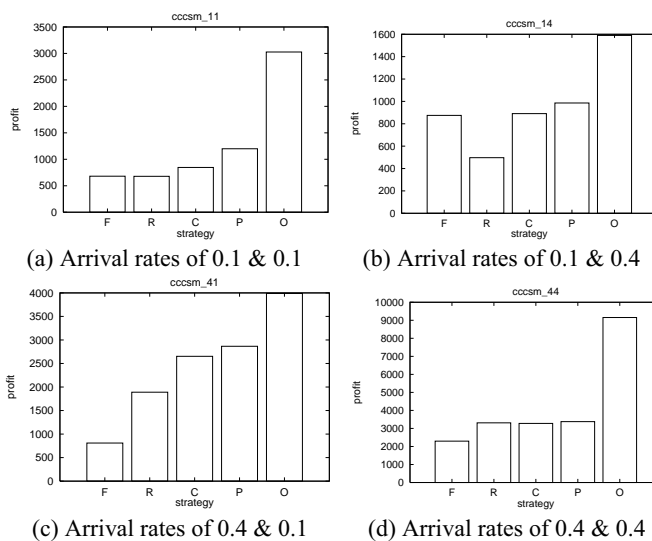 cccsm_11
3500
3000
2500
2000
1500
1000
500
0
profit
F R C P O
strategy
(a) Arrival rates of 0.1 & 0.1
cccsm_14
1600
1400
1200
1000
800
600
400
200
0
profit
F R C P O
strategy
(b) Arrival rates of 0.1 & 0.4
cccsm_41
4000
3500
3000
2500
2000
1500
1000
500
0
profit
F R C P O
strategy
(c) Arrival rates of 0.4 & 0.1
cccsm_44
10000
9000
8000
7000
6000
5000
4000
3000
2000
1000
0
profit
F R C P O
strategy
(d) Arrival rates of 0.4 & 0.4